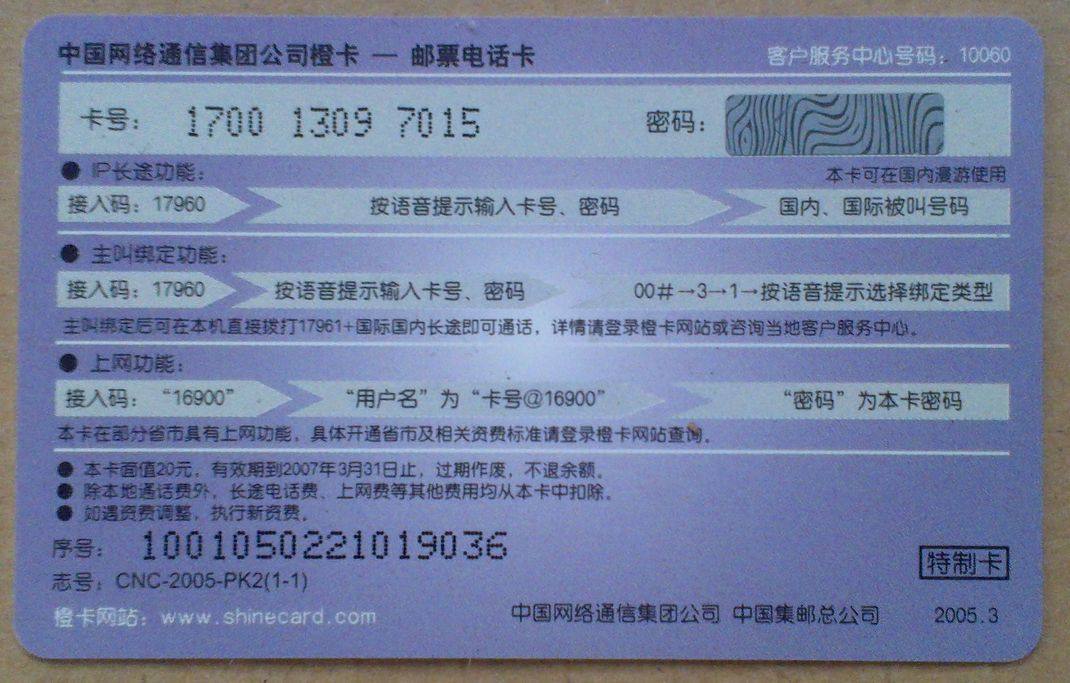 中国网络通信集团公司橙卡 — 邮票电话卡 客户服务中心号码：10060
卡号： 1700 1309 7015 密码：
● IP长途功能： 本卡可在国内漫游使用
接入码：17960 按语音提示输入卡号、密码 国内、国际被叫号码
● 主叫绑定功能：
接入码：17960 按语音提示输入卡号、密码 00#→3→1→按语音提示选择绑定类型
主叫绑定后可在本机直接拨打17961+国际国内长途即可通话，详情请登录橙卡网站或咨询当地客户服务中心。
● 上网功能：
接入码：“16900” “用户名”为“卡号@16900” “密码”为本卡密码
本卡在部分省市具有上网功能，具体开通省市及相关资费标准请登录橙卡网站查询。
● 本卡面值20元，有效期到2007年3月31日止，过期作废，不退余额。
● 除本地通话费外，长途电话费、上网费等其他费用均从本卡中扣除。
● 如遇资费调整，执行新资费。
序号： 1001050221019036
志号：CNC-2005-PK2(1-1) 特制卡
橙卡网站：www.shinecard.com 中国网络通信集团公司 中国集邮总公司 2005.3